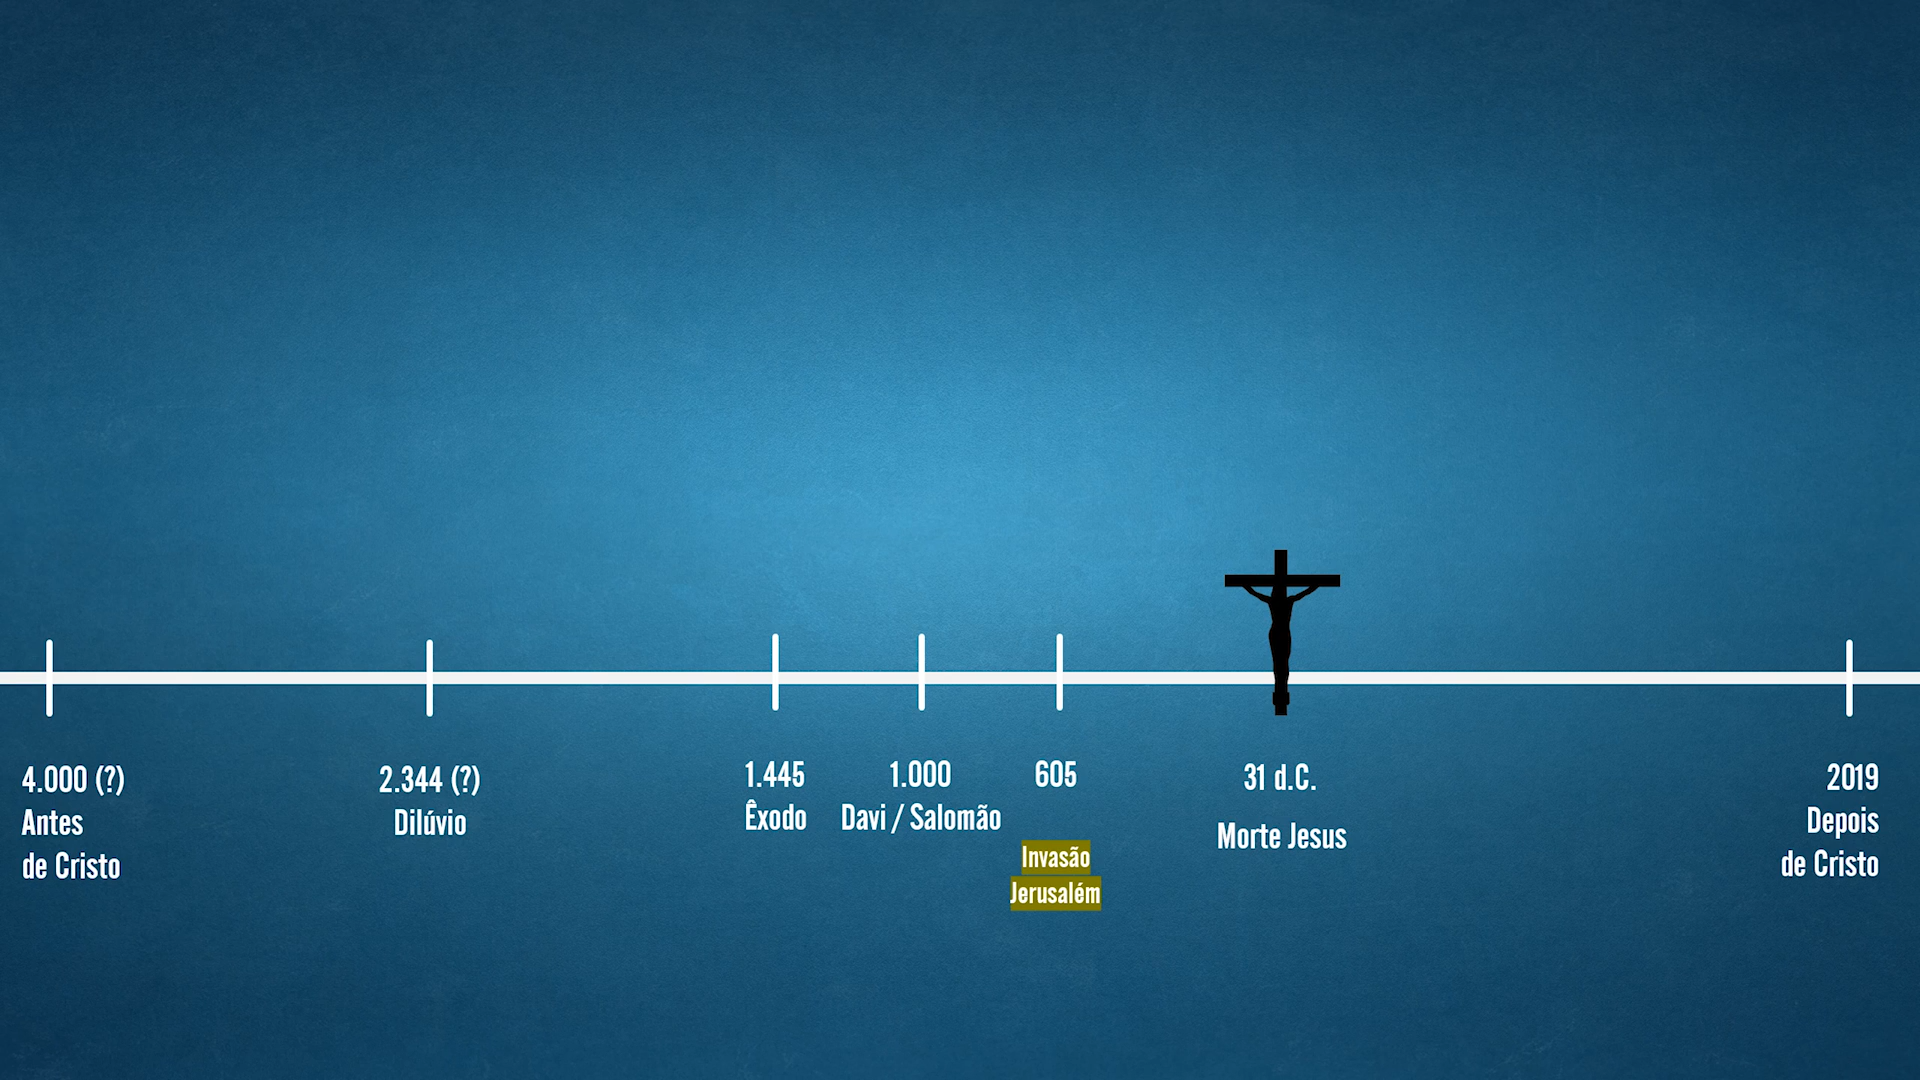 4.000 (?)
Antes
de Cristo
2.344 (?)
Dilúvio
1.445
Êxodo
1.000
Davi / Salomão
605
Invasão
Jerusalém
31 d.C.
Morte Jesus
2019
Depois
de Cristo